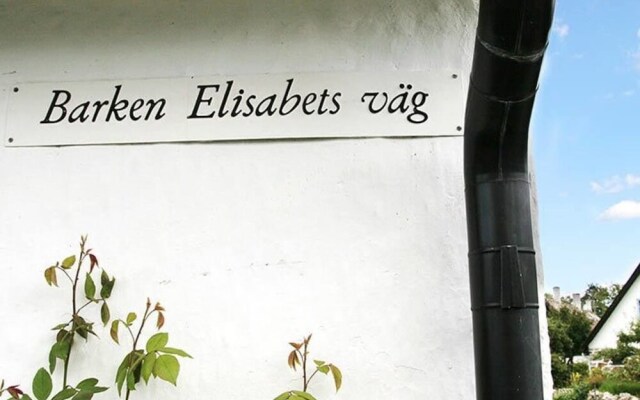 Barken Elisabets väg